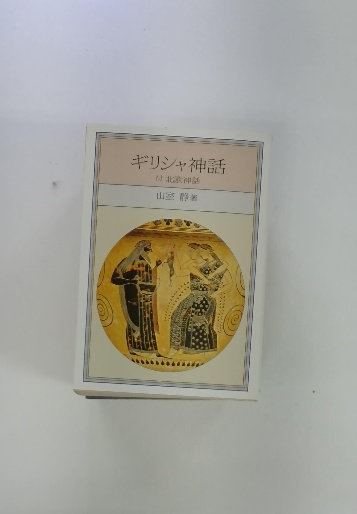 ギリシャ神話
付 北欧神話
山室 静著